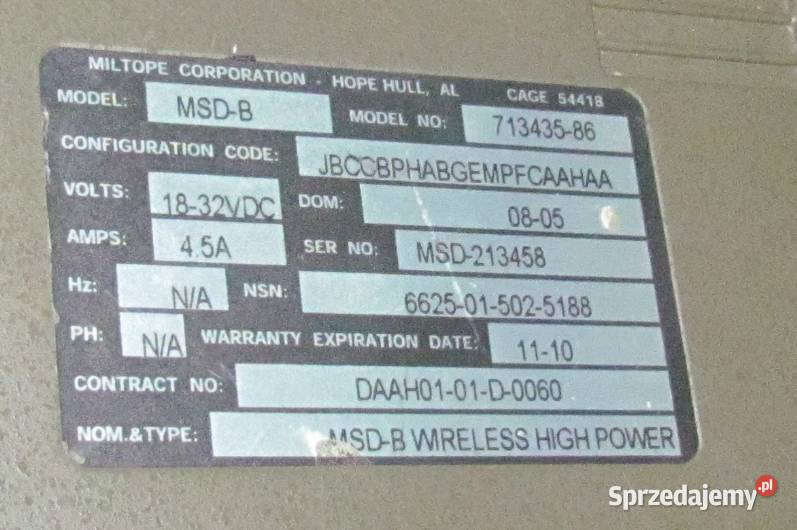 MILTOPE CORPORATION - HOPE HULL, AL CAGE 54418
MODEL: MSD-B MODEL NO: 713435-86
CONFIGURATION CODE: JBCCBPHABGEMPFCAAHAA
VOLTS: 18-32VDC DOM: 08-05
AMPS: 4.5A SER NO: MSD-213458
Hz: N/A NSN: 6625-01-502-5188
PH: N/A WARRANTY EXPIRATION DATE: 11-10
CONTRACT NO: DAAH01-01-D-0060
NOM.&TYPE: MSD-B WIRELESS HIGH POWER
Sprzedajemy.pl